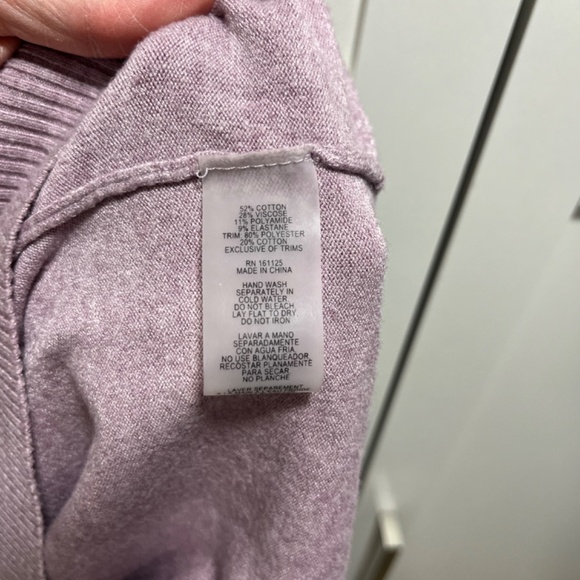 52% COTTON
28% VISCOSE
11% POLYAMIDE
9% ELASTANE
TRIM: 80% POLYESTER
20% COTTON
EXCLUSIVE OF TRIMS
RN 161125
MADE IN CHINA
HAND WASH
SEPARATELY IN
COLD WATER
DO NOT BLEACH.
LAY FLAT TO DRY.
DO NOT IRON
LAVAR A MANO
SEPARADAMENTE
CON AGUA FRIA.
NO USE BLANQUEADOR
RECOSTAR PLANAMENTE
PARA SECAR
NO PLANCHE
LAVER SEPAREMENT